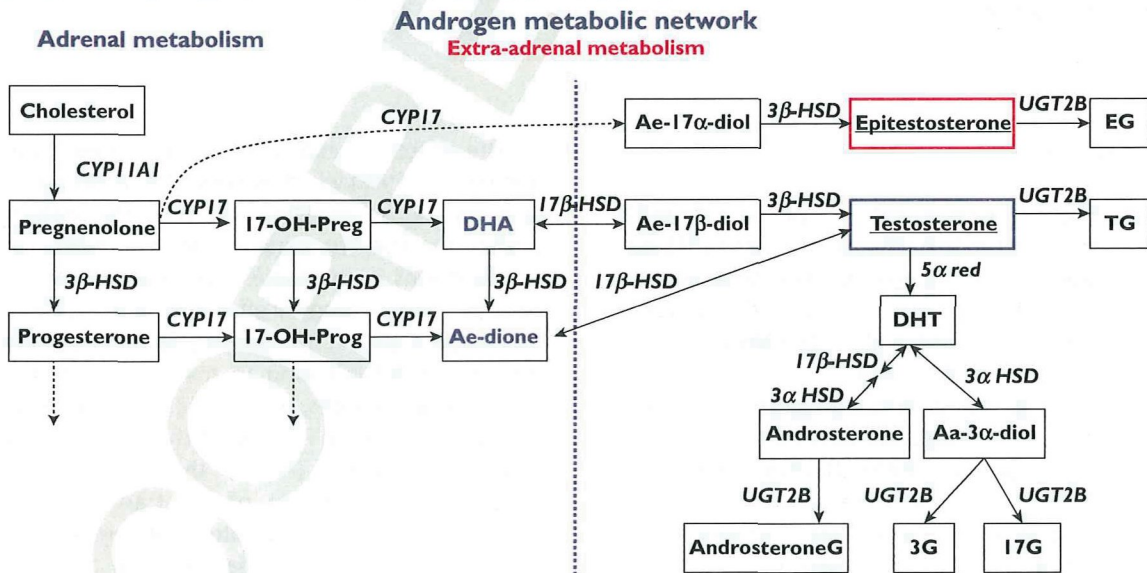 Androgen metabolic network
Adrenal metabolism
Extra-adrenal metabolism
Cholesterol
CYP11A1
CYP17
Ae-17α-diol
3β-HSD
Epitestosterone
UGT2B
EG
Pregnenolone
CYP17
17-OH-Preg
CYP17
DHA
17β-HSD
Ae-17β-diol
3β-HSD
Testosterone
UGT2B
TG
3β-HSD
3β-HSD
3β-HSD
17β-HSD
5α red
Progesterone
CYP17
17-OH-Prog
CYP17
Ae-dione
DHT
17β-HSD
3α HSD
3α HSD
Androsterone
Aa-3α-diol
UGT2B
UGT2B
UGT2B
AndrosteroneG
3G
17G